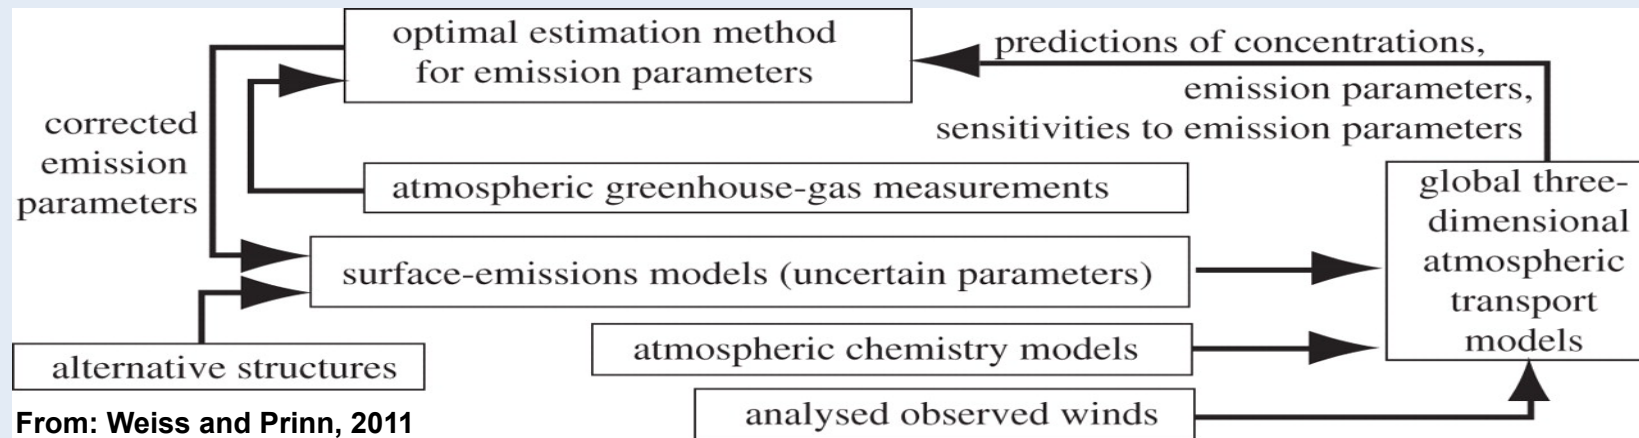 optimal estimation method
for emission parameters
predictions of concentrations,
emission parameters,
sensitivities to emission parameters
corrected
emission
parameters
atmospheric greenhouse-gas measurements
global three-
dimensional
atmospheric
transport
models
surface-emissions models (uncertain parameters)
atmospheric chemistry models
alternative structures
analysed observed winds
From: Weiss and Prinn, 2011